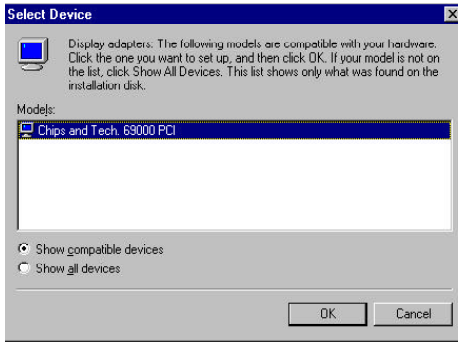 Select Device
Display adapters: The following models are compatible with your hardware.
Click the one you want to set up, and then click OK. If your model is not on
the list, click Show All Devices. This list shows only what was found on the
installation disk.
Models:
Chips and Tech. 69000 PCI
Show compatible devices
Show all devices
OK Cancel